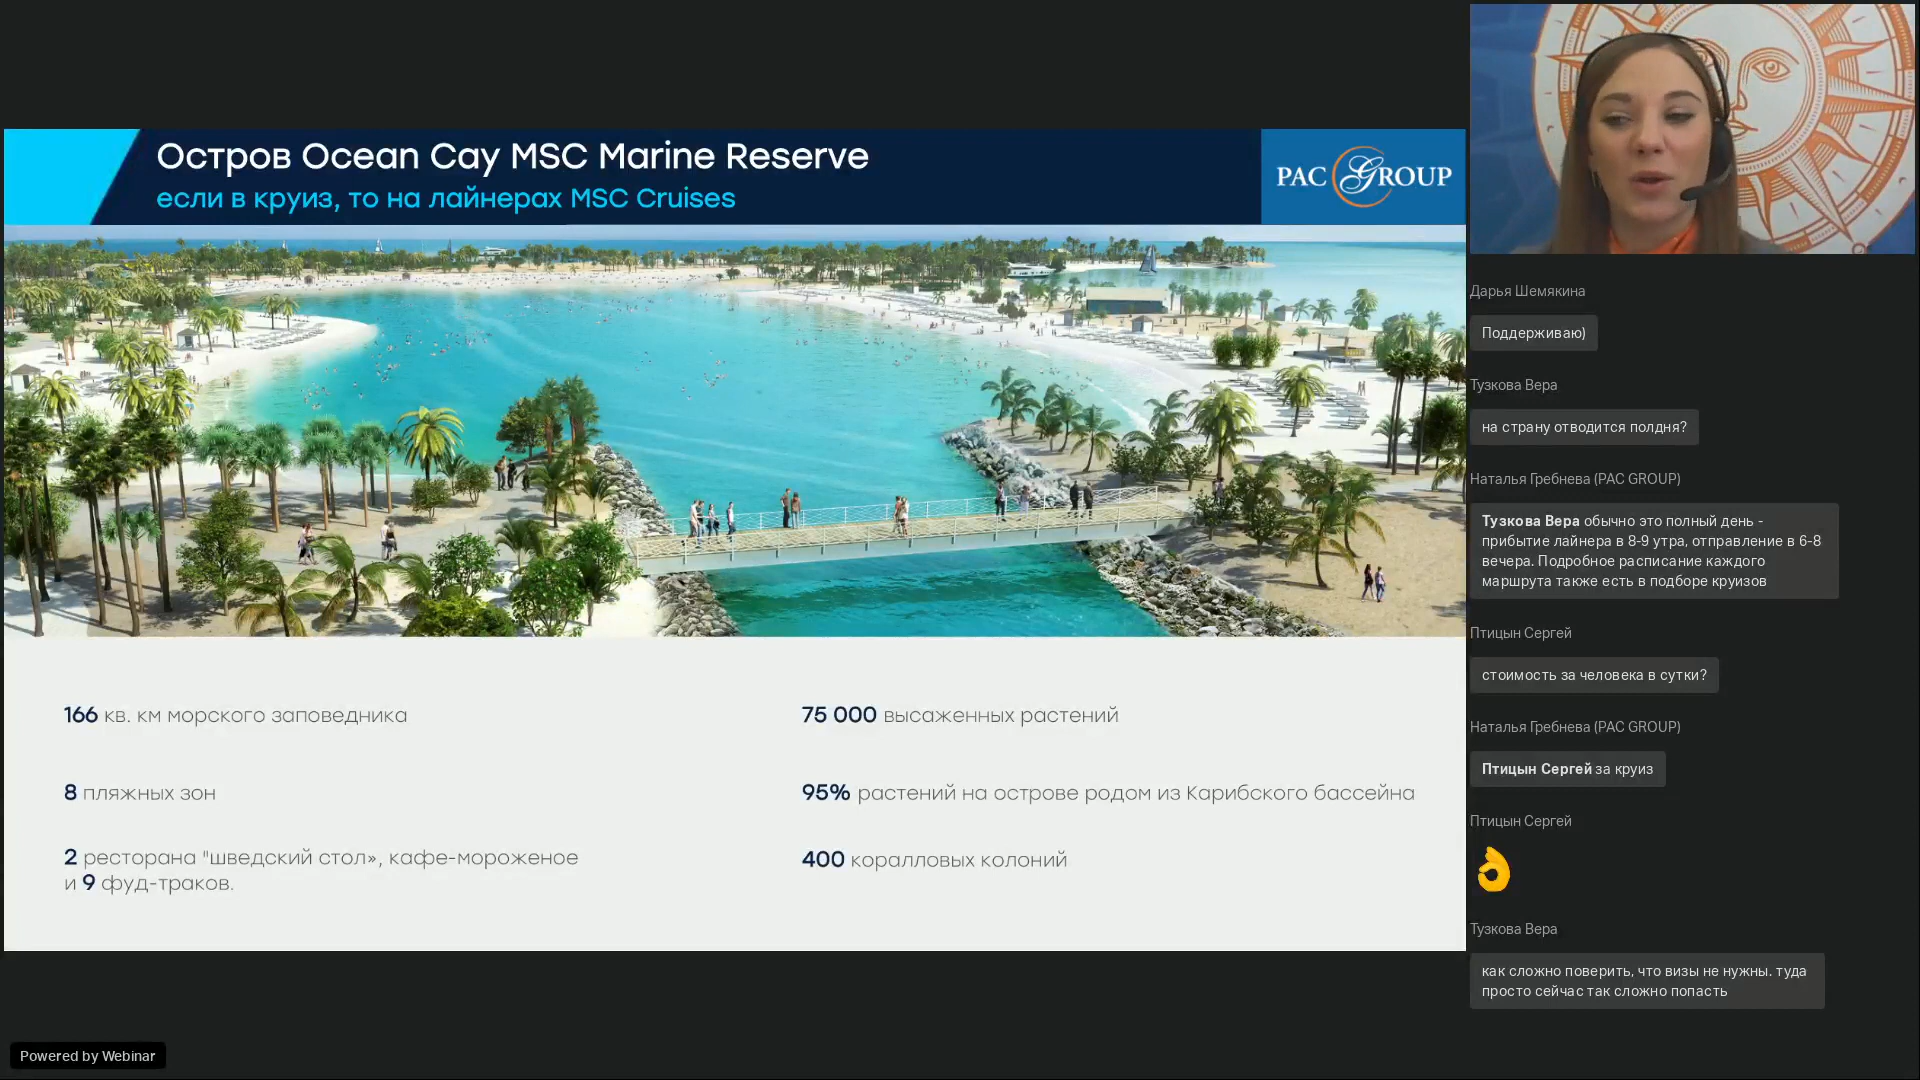 Остров Ocean Cay MSC Marine Reserve
если в круиз, то на лайнерах MSC Cruises
PAC GROUP
166 кв. км морского заповедника
8 пляжных зон
2 ресторана "шведский стол», кафе-мороженое
и 9 фуд-траков.
75 000 высаженных растений
95% растений на острове родом из Карибского бассейна
400 коралловых колоний
Дарья Шемякина
Поддерживаю)
Тузкова Вера
на страну отводится полдня?
Наталья Гребнева (PAC GROUP)
Тузкова Вера обычно это полный день -
прибытие лайнера в 8-9 утра, отправление в 6-8
вечера. Подробное расписание каждого
маршрута также есть в подборе круизов
Птицын Сергей
стоимость за человека в сутки?
Наталья Гребнева (PAC GROUP)
Птицын Сергей за круиз
Птицын Сергей
👌
Тузкова Вера
как сложно поверить, что визы не нужны. туда
просто сейчас так сложно попасть
Powered by Webinar